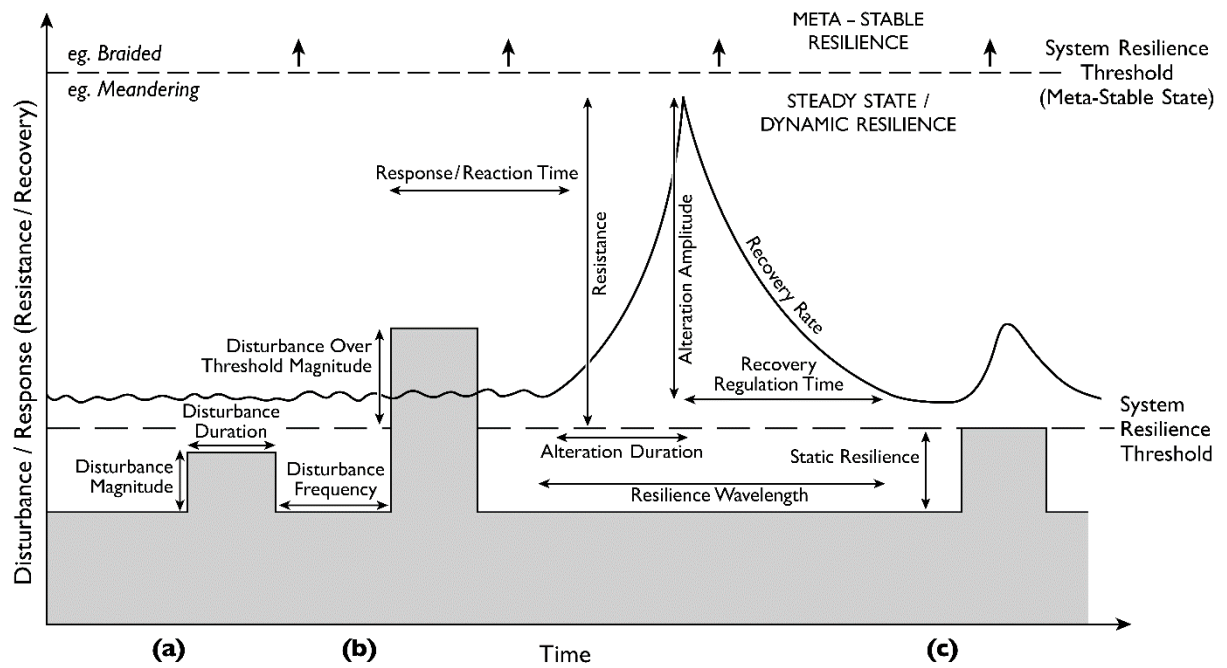 META – STABLE
RESILIENCE
eg. Braided
System Resilience
Threshold
(Meta-Stable State)
eg. Meandering
STEADY STATE /
DYNAMIC RESILIENCE
Response/Reaction Time
Resistance
Alteration Amplitude
Recovery Rate
Disturbance Over
Threshold Magnitude
Recovery
Regulation Time
Disturbance
Duration
System
Resilience
Threshold
Alteration Duration
Static Resilience
Disturbance
Magnitude
Disturbance
Frequency
Resilience Wavelength
Disturbance / Response (Resistance / Recovery)
(a)
(b)
Time
(c)